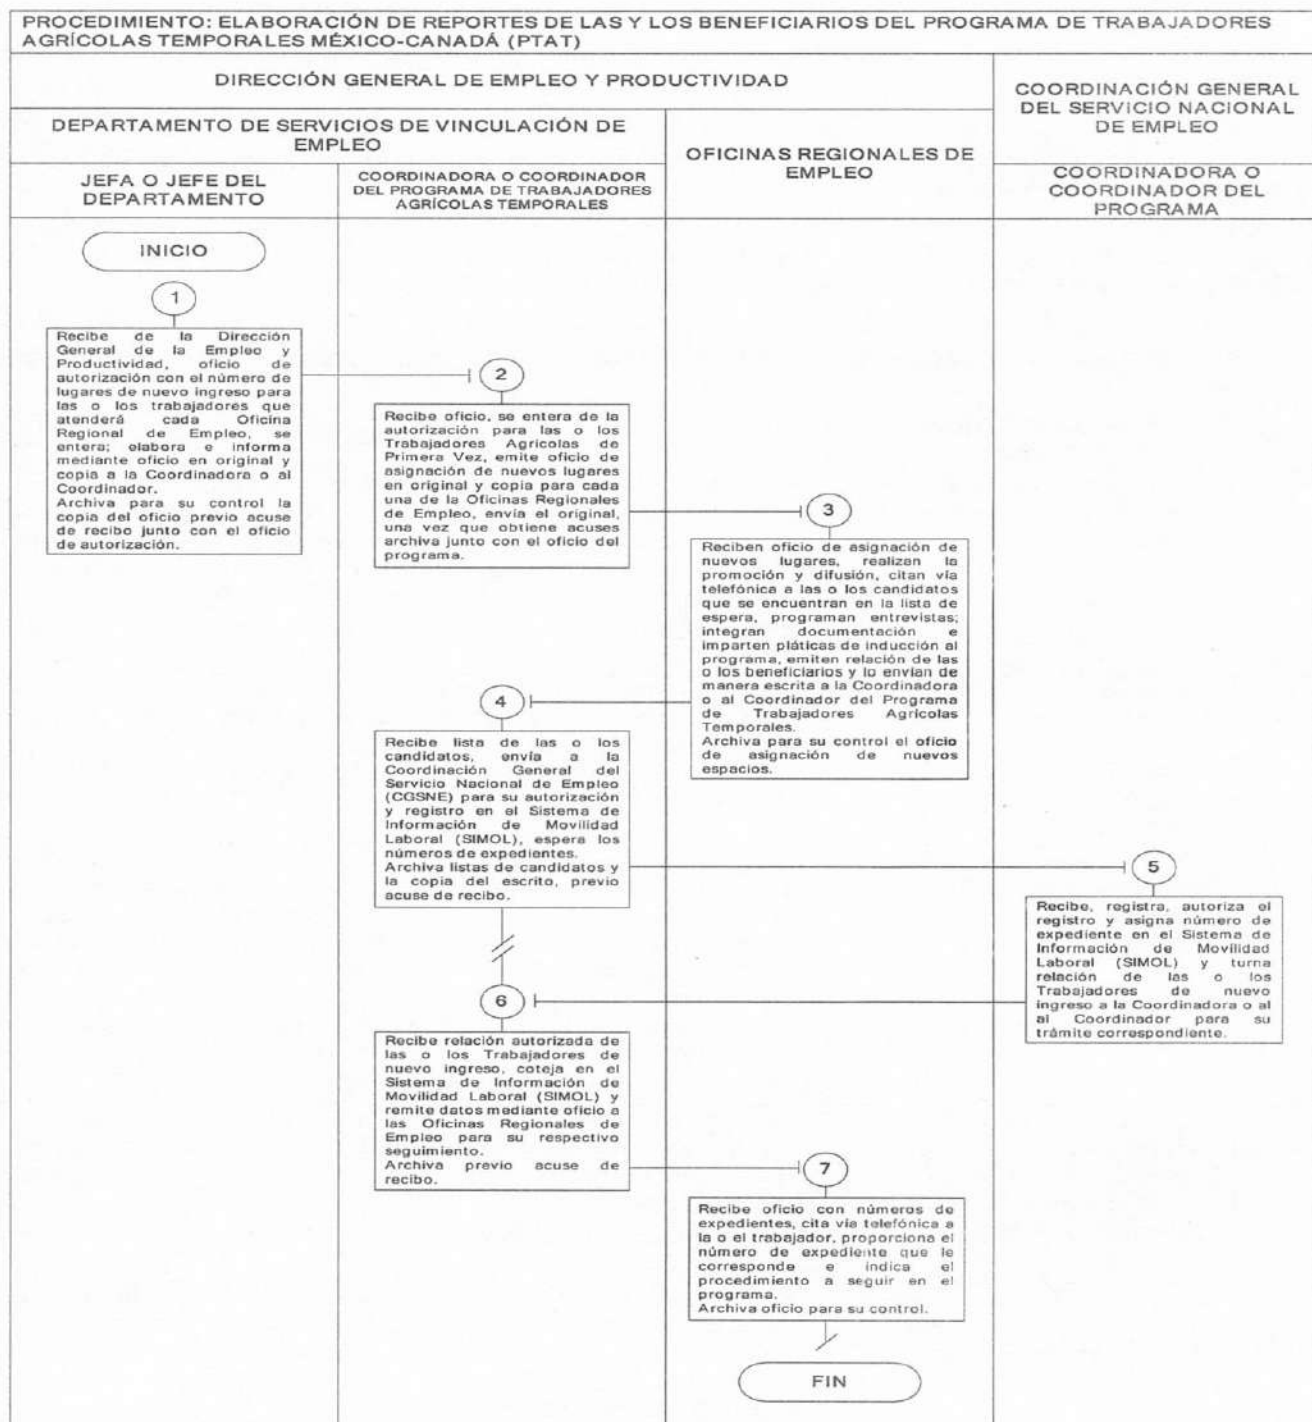 PROCEDIMIENTO: ELABORACIÓN DE REPORTES DE LAS Y LOS BENEFICIARIOS DEL PROGRAMA DE TRABAJADORES
AGRÍCOLAS TEMPORALES MÉXICO-CANADÁ (PTAT)
DIRECCIÓN GENERAL DE EMPLEO Y PRODUCTIVIDAD
COORDINACIÓN GENERAL
DEL SERVICIO NACIONAL
DE EMPLEO
DEPARTAMENTO DE SERVICIOS DE VINCULACIÓN DE
EMPLEO
OFICINAS REGIONALES DE
EMPLEO
JEFA O JEFE DEL
DEPARTAMENTO
COORDINADORA O COORDINADOR
DEL PROGRAMA DE TRABAJADORES
AGRÍCOLAS TEMPORALES
COORDINADORA O
COORDINADOR DEL
PROGRAMA
INICIO
1
Recibe de la Dirección
General de la Empleo y
Productividad, oficio de
autorización con el número de
lugares de nuevo ingreso para
las o los trabajadores que
atenderá cada Oficina
Regional de Empleo, se
entera; elabora e informa
mediante oficio en original y
copia a la Coordinadora o al
Coordinador.
Archiva para su control la
copia del oficio previo acuse
de recibo junto con el oficio
de autorización.
2
Recibe oficio, se entera de la
autorización para las o los
Trabajadores Agrícolas de
Primera Vez, emite oficio de
asignación de nuevos lugares
en original y copia para cada
una de la Oficinas Regionales
de Empleo, envía el original,
una vez que obtiene acuses
archiva junto con el oficio del
programa.
3
Reciben oficio de asignación de
nuevos lugares, realizan la
promoción y difusión, citan vía
telefónica a las o los candidatos
que se encuentran en la lista de
espera, programan entrevistas;
integran documentación e
imparten pláticas de inducción al
programa, emiten relación de las
o los beneficiarios y lo envían de
manera escrita a la Coordinadora
o al Coordinador del Programa
de Trabajadores Agrícolas
Temporales.
Archiva para su control el oficio
de asignación de nuevos
espacios.
4
Recibe lista de las o los
candidatos, envía a la
Coordinación General del
Servicio Nacional de Empleo
(CGSNE) para su autorización
y registro en el Sistema de
Información de Movilidad
Laboral (SIMOL), espera los
números de expedientes.
Archiva listas de candidatos y
la copia del escrito, previo
acuse de recibo.
5
Recibe, registra, autoriza el
registro y asigna número de
expediente en el Sistema de
Información de Movilidad
Laboral (SIMOL) y turna
relación de las o los
Trabajadores de nuevo
ingreso a la Coordinadora o al
al Coordinador para su
trámite correspondiente.
6
Recibe relación autorizada de
las o los Trabajadores de
nuevo ingreso, coteja en el
Sistema de Información de
Movilidad Laboral (SIMOL) y
remite datos mediante oficio a
las Oficinas Regionales de
Empleo para su respectivo
seguimiento.
Archiva previo acuse de
recibo.
7
Recibe oficio con números de
expedientes, cita vía telefónica a
la o el trabajador, proporciona el
número de expediente que le
corresponde e indica el
procedimiento a seguir en el
programa.
Archiva oficio para su control.
FIN